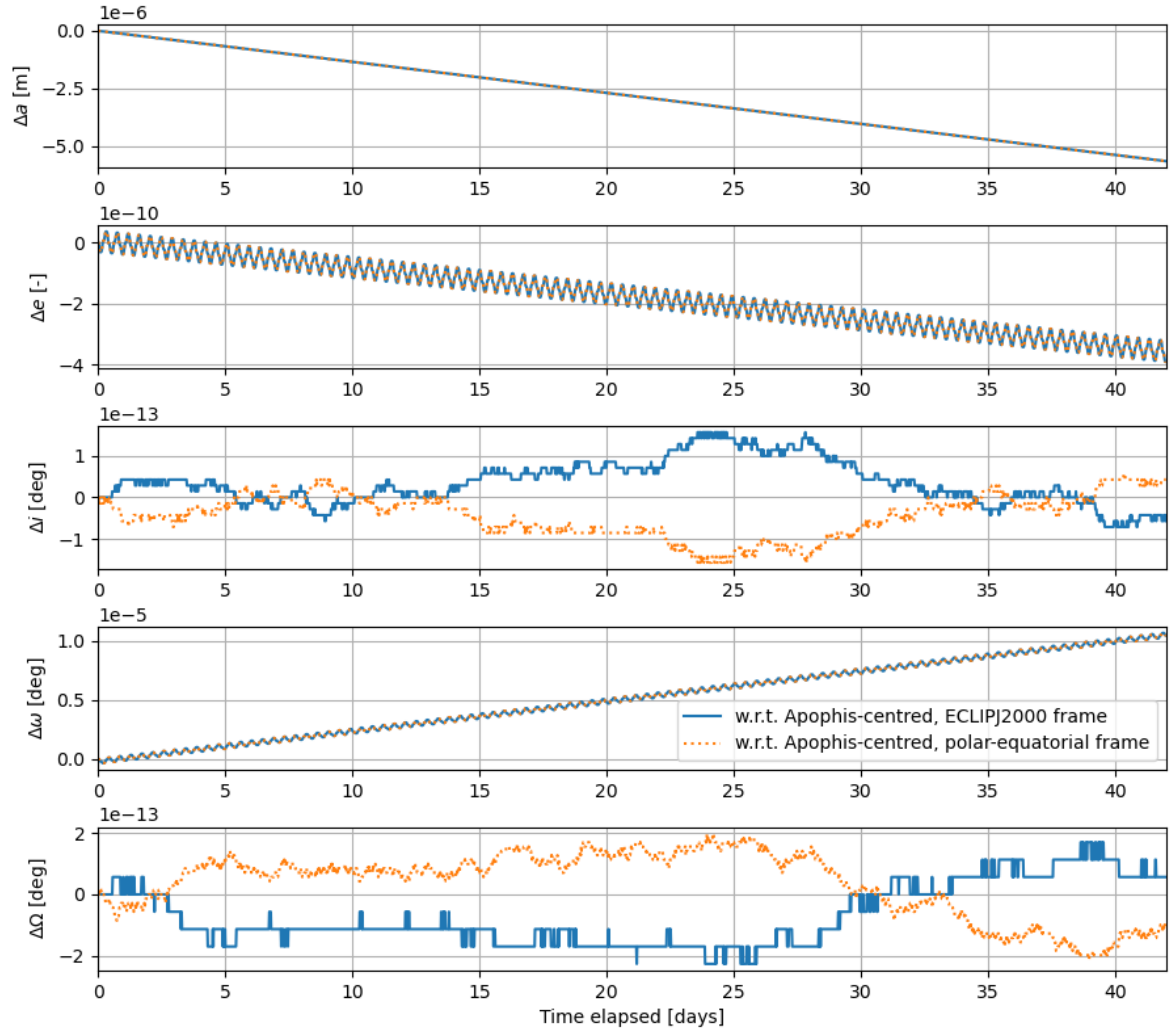 1e−6
0.0
−2.5
−5.0
Δa [m]
0 5 10 15 20 25 30 35 40
1e−10
0
−2
−4
Δe [-]
0 5 10 15 20 25 30 35 40
1e−13
1
0
−1
Δi [deg]
0 5 10 15 20 25 30 35 40
1e−5
1.0
0.5
0.0
Δω [deg]
w.r.t. Apophis-centred, ECLIPJ2000 frame
w.r.t. Apophis-centred, polar-equatorial frame
0 5 10 15 20 25 30 35 40
1e−13
2
0
−2
ΔΩ [deg]
0 5 10 15 20 25 30 35 40
Time elapsed [days]